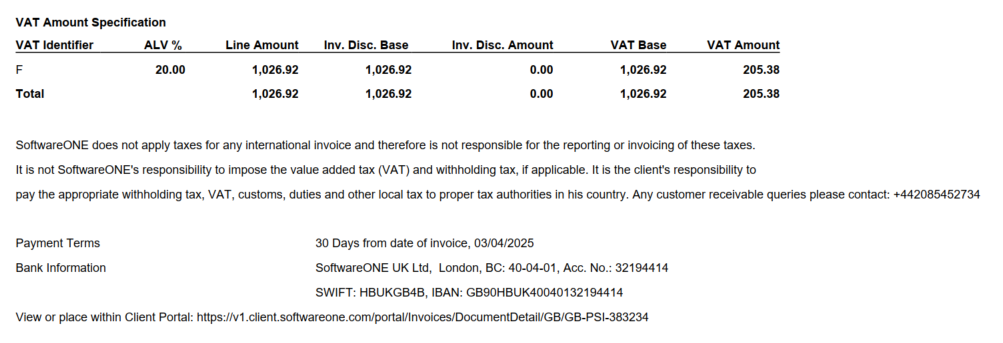 VAT Amount Specification
VAT Identifier ALV % Line Amount Inv. Disc. Base Inv. Disc. Amount VAT Base VAT Amount
F 20.00 1,026.92 1,026.92 0.00 1,026.92 205.38
Total 1,026.92 1,026.92 0.00 1,026.92 205.38
SoftwareONE does not apply taxes for any international invoice and therefore is not responsible for the reporting or invoicing of these taxes.
It is not SoftwareONE's responsibility to impose the value added tax (VAT) and withholding tax, if applicable. It is the client's responsibility to
pay the appropriate withholding tax, VAT, customs, duties and other local tax to proper tax authorities in his country. Any customer receivable queries please contact: +442085452734
Payment Terms 30 Days from date of invoice, 03/04/2025
Bank Information SoftwareONE UK Ltd, London, BC: 40-04-01, Acc. No.: 32194414
SWIFT: HBUKGB4B, IBAN: GB90HBUK40040132194414
View or place within Client Portal: https://v1.client.softwareone.com/portal/Invoices/DocumentDetail/GB/GB-PSI-383234